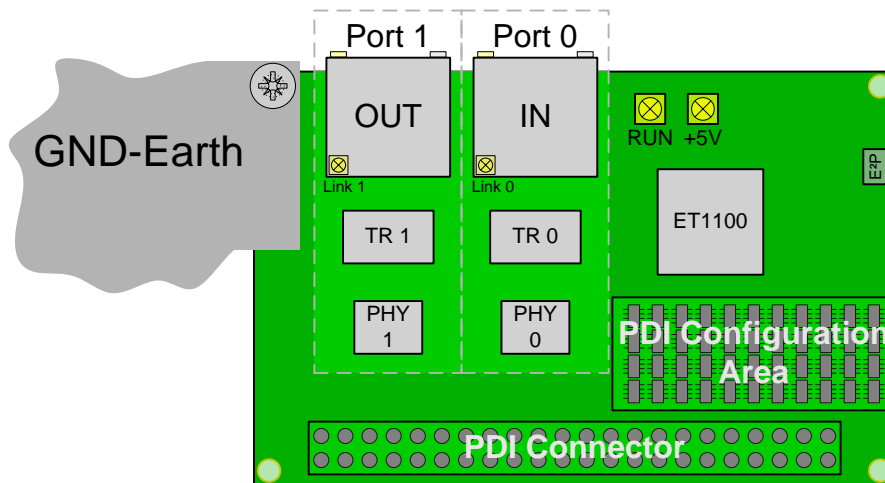 Port 1
Port 0
OUT
IN
GND-Earth
RUN
+5V
E²P
Link 1
Link 0
TR 1
TR 0
ET1100
PHY
1
PHY
0
PDI Configuration
Area
PDI Connector